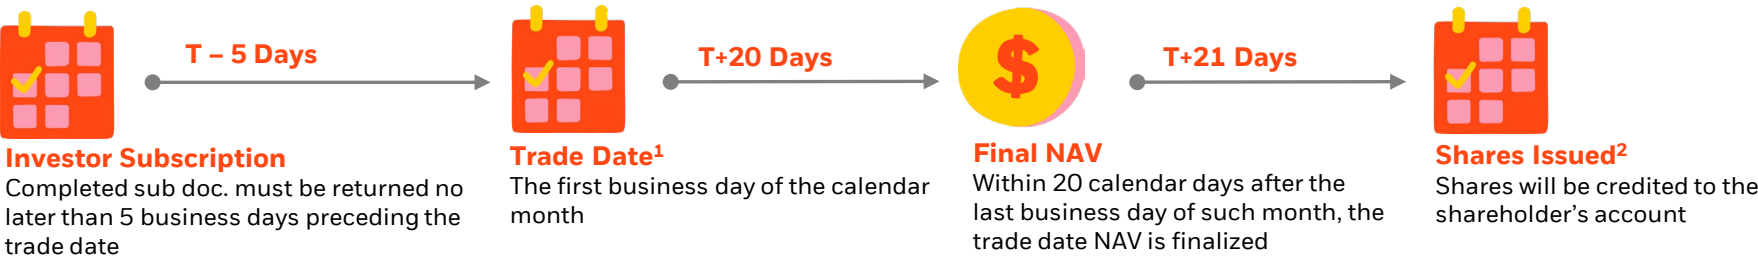 T – 5 Days
T+20 Days
$
T+21 Days
Investor Subscription
Completed sub doc. must be returned no
later than 5 business days preceding the
trade date
Trade Date¹
The first business day of the calendar
month
Final NAV
Within 20 calendar days after the
last business day of such month, the
trade date NAV is finalized
Shares Issued²
Shares will be credited to the
shareholder’s account